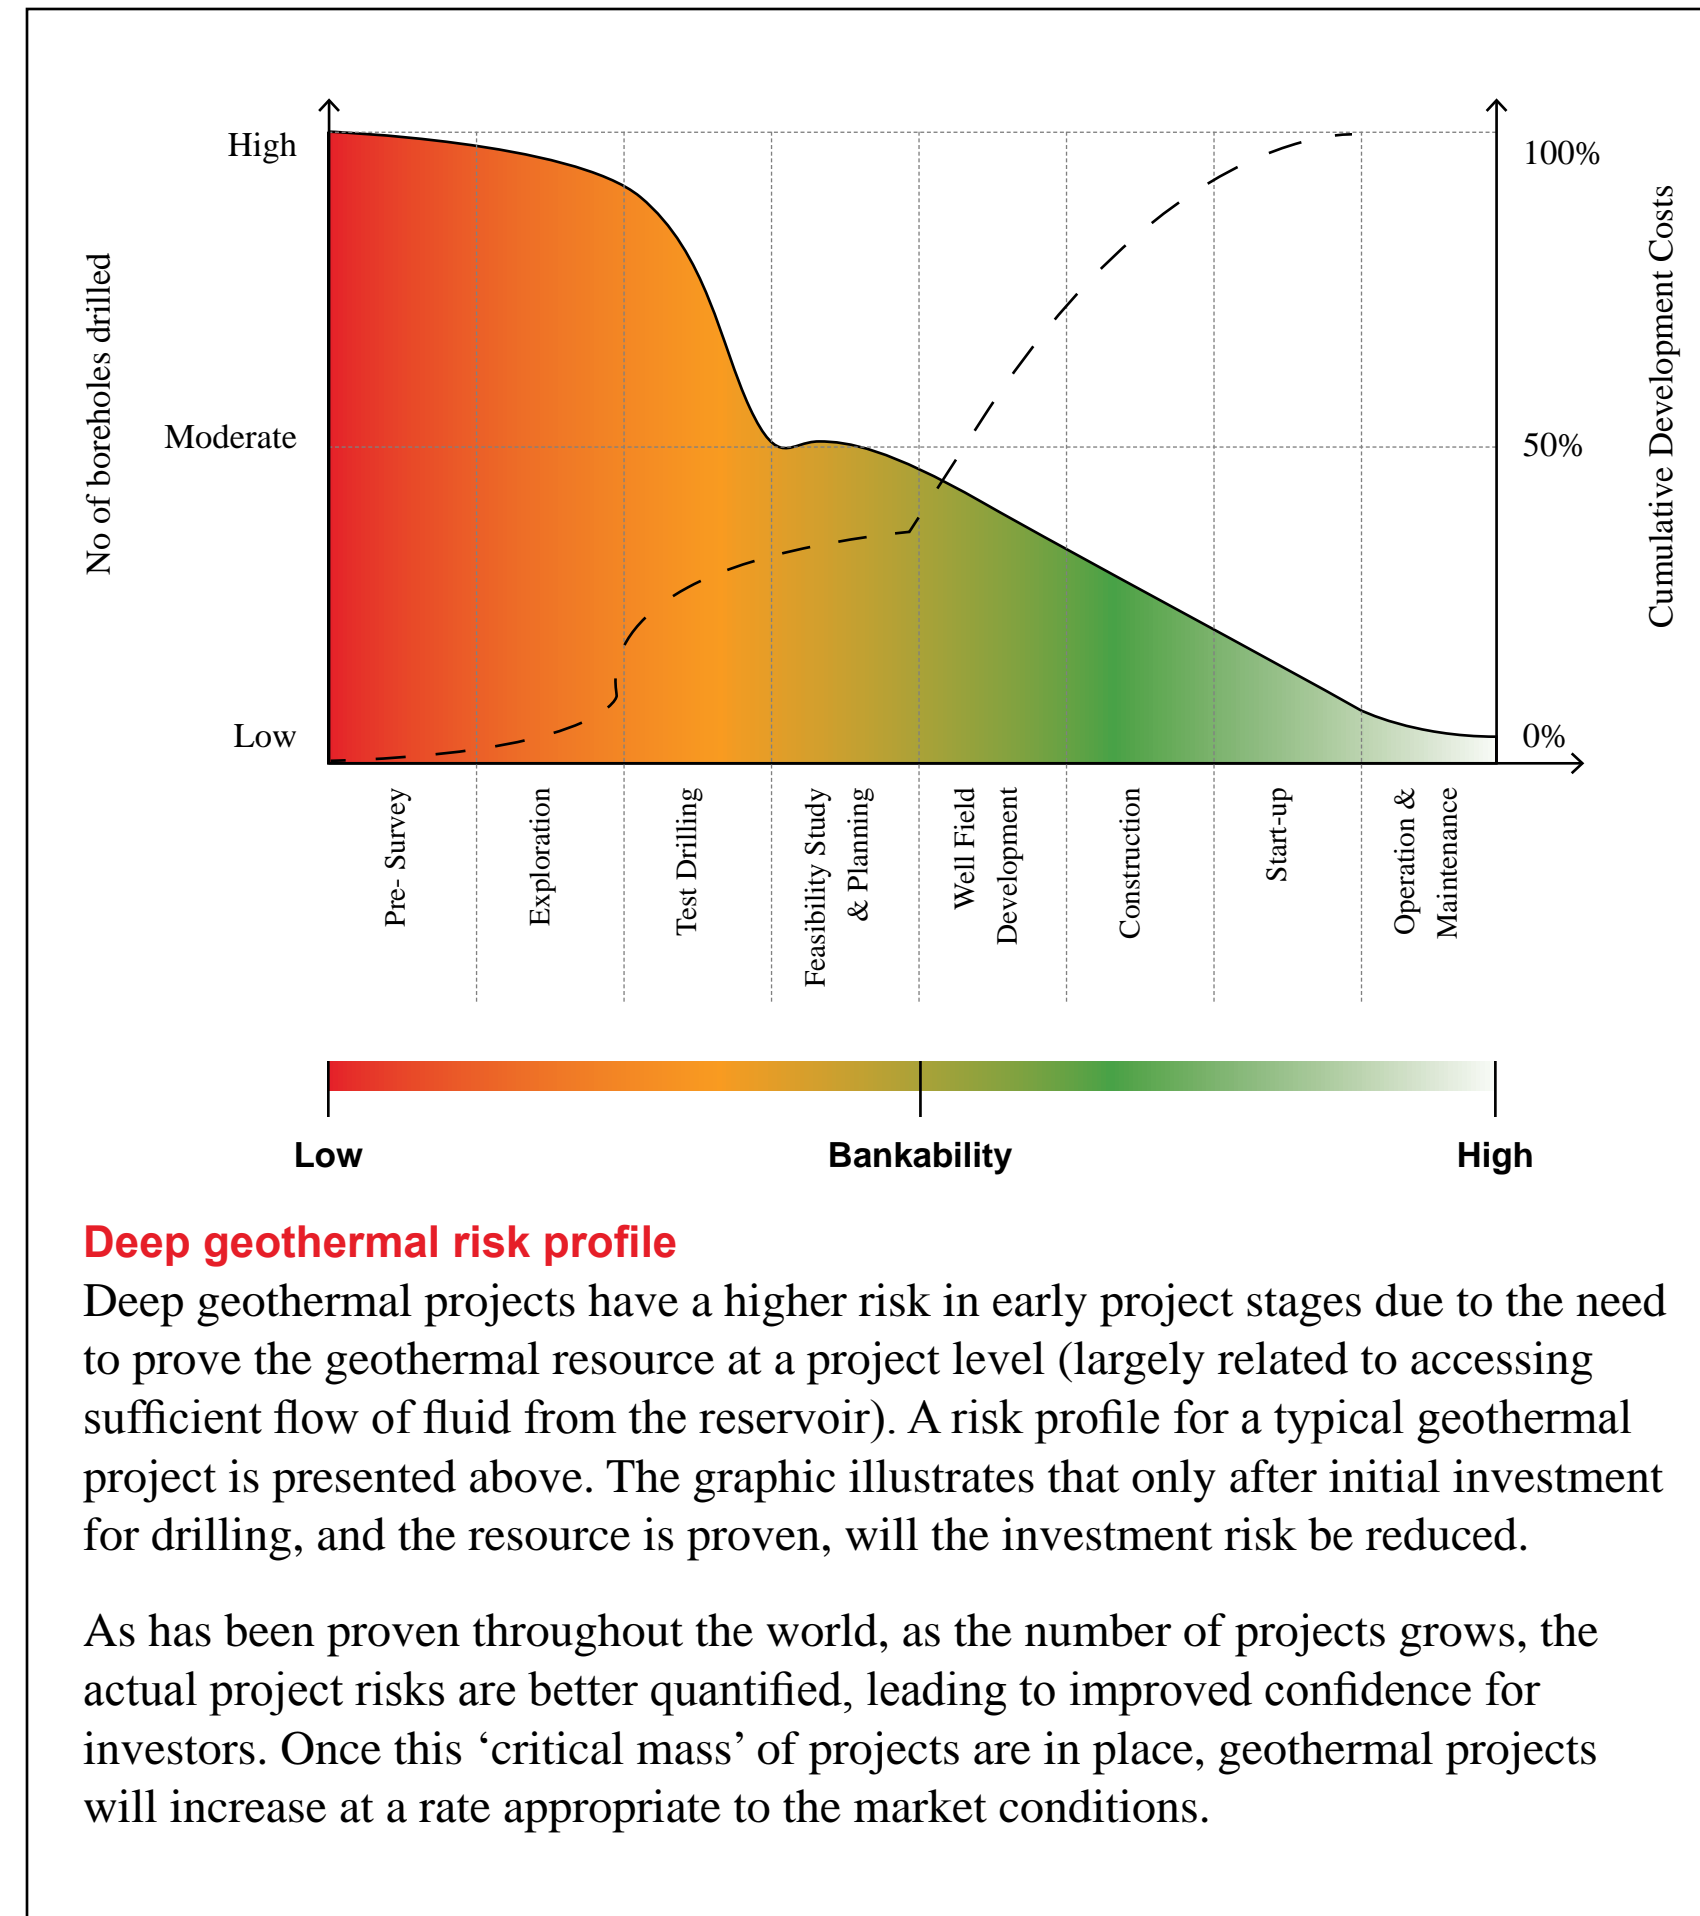 High
100%
No of boreholes drilled
Cumulative Development Costs
Moderate
50%
Low
0%
Pre- Survey
Exploration
Test Drilling
Feasibility Study
& Planning
Well Field
Development
Construction
Start-up
Operation &
Maintenance
Low
Bankability
High
Deep geothermal risk profile
Deep geothermal projects have a higher risk in early project stages due to the need
to prove the geothermal resource at a project level (largely related to accessing
sufficient flow of fluid from the reservoir). A risk profile for a typical geothermal
project is presented above. The graphic illustrates that only after initial investment
for drilling, and the resource is proven, will the investment risk be reduced.
As has been proven throughout the world, as the number of projects grows, the
actual project risks are better quantified, leading to improved confidence for
investors. Once this ‘critical mass’ of projects are in place, geothermal projects
will increase at a rate appropriate to the market conditions.